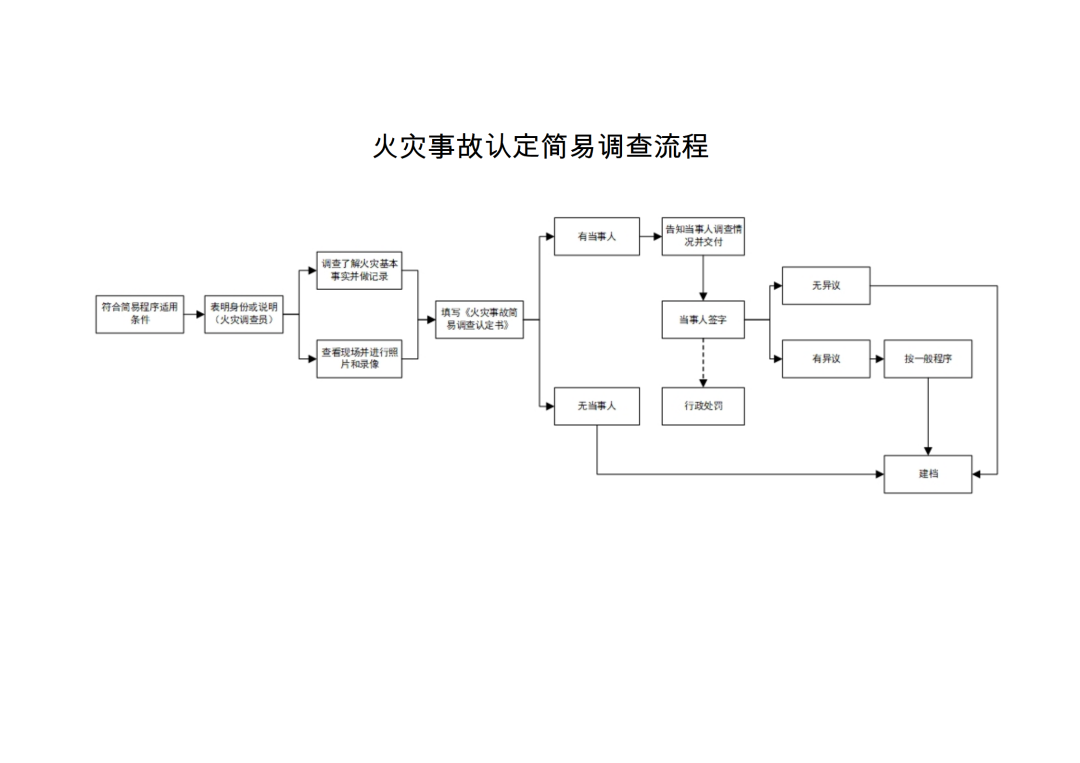 火灾事故认定简易调查流程
有当事人
告知当事人调查情
况并交付
调查了解火灾基本
事实并做记录
无异议
符合简易程序适用
条件
表明身份或说明
（火灾调查员）
填写《火灾事故简
易调查认定书》
当事人签字
查看现场并进行照
片和录像
有异议
按一般程序
无当事人
行政处罚
建档